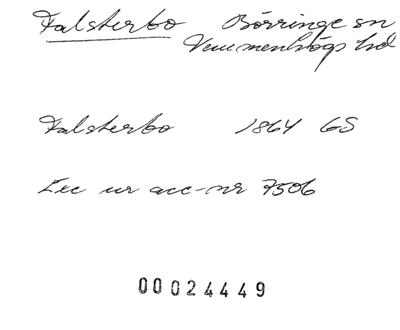 Falsterbo Börringe sn
Vemmenhögs hd
Falsterbo 1864 GS
Exc ur acc-nr 7506
00024449